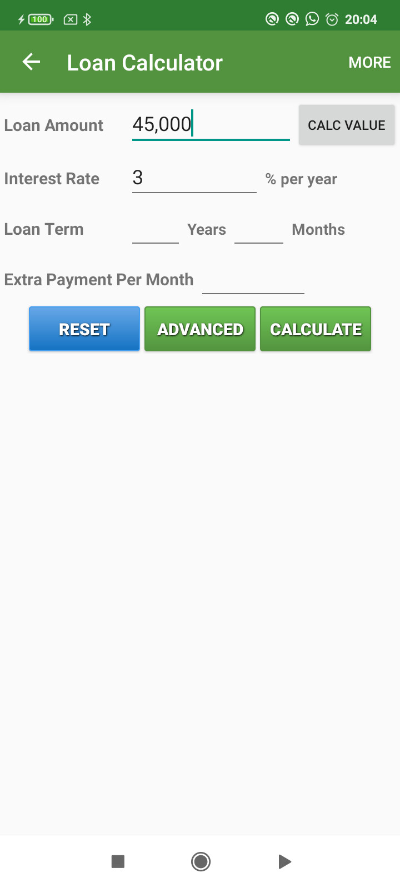 100 20:04
Loan Calculator MORE
Loan Amount 45,000 CALC VALUE
Interest Rate 3 % per year
Loan Term Years Months
Extra Payment Per Month
RESET ADVANCED CALCULATE